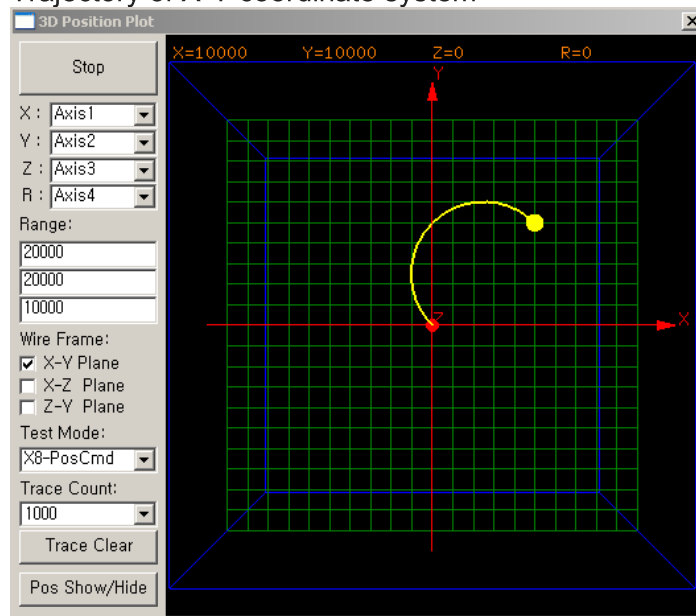 Trajectory of X-Y coordinate system
3D Position Plot
Stop
X=10000 Y=10000 Z=0 R=0
X : Axis1
Y : Axis2
Z : Axis3
R : Axis4
Range:
20000
20000
10000
Wire Frame:
X-Y Plane
X-Z Plane
Z-Y Plane
Test Mode:
X8-PosCmd
Trace Count:
1000
Trace Clear
Pos Show/Hide
Y
Z
X